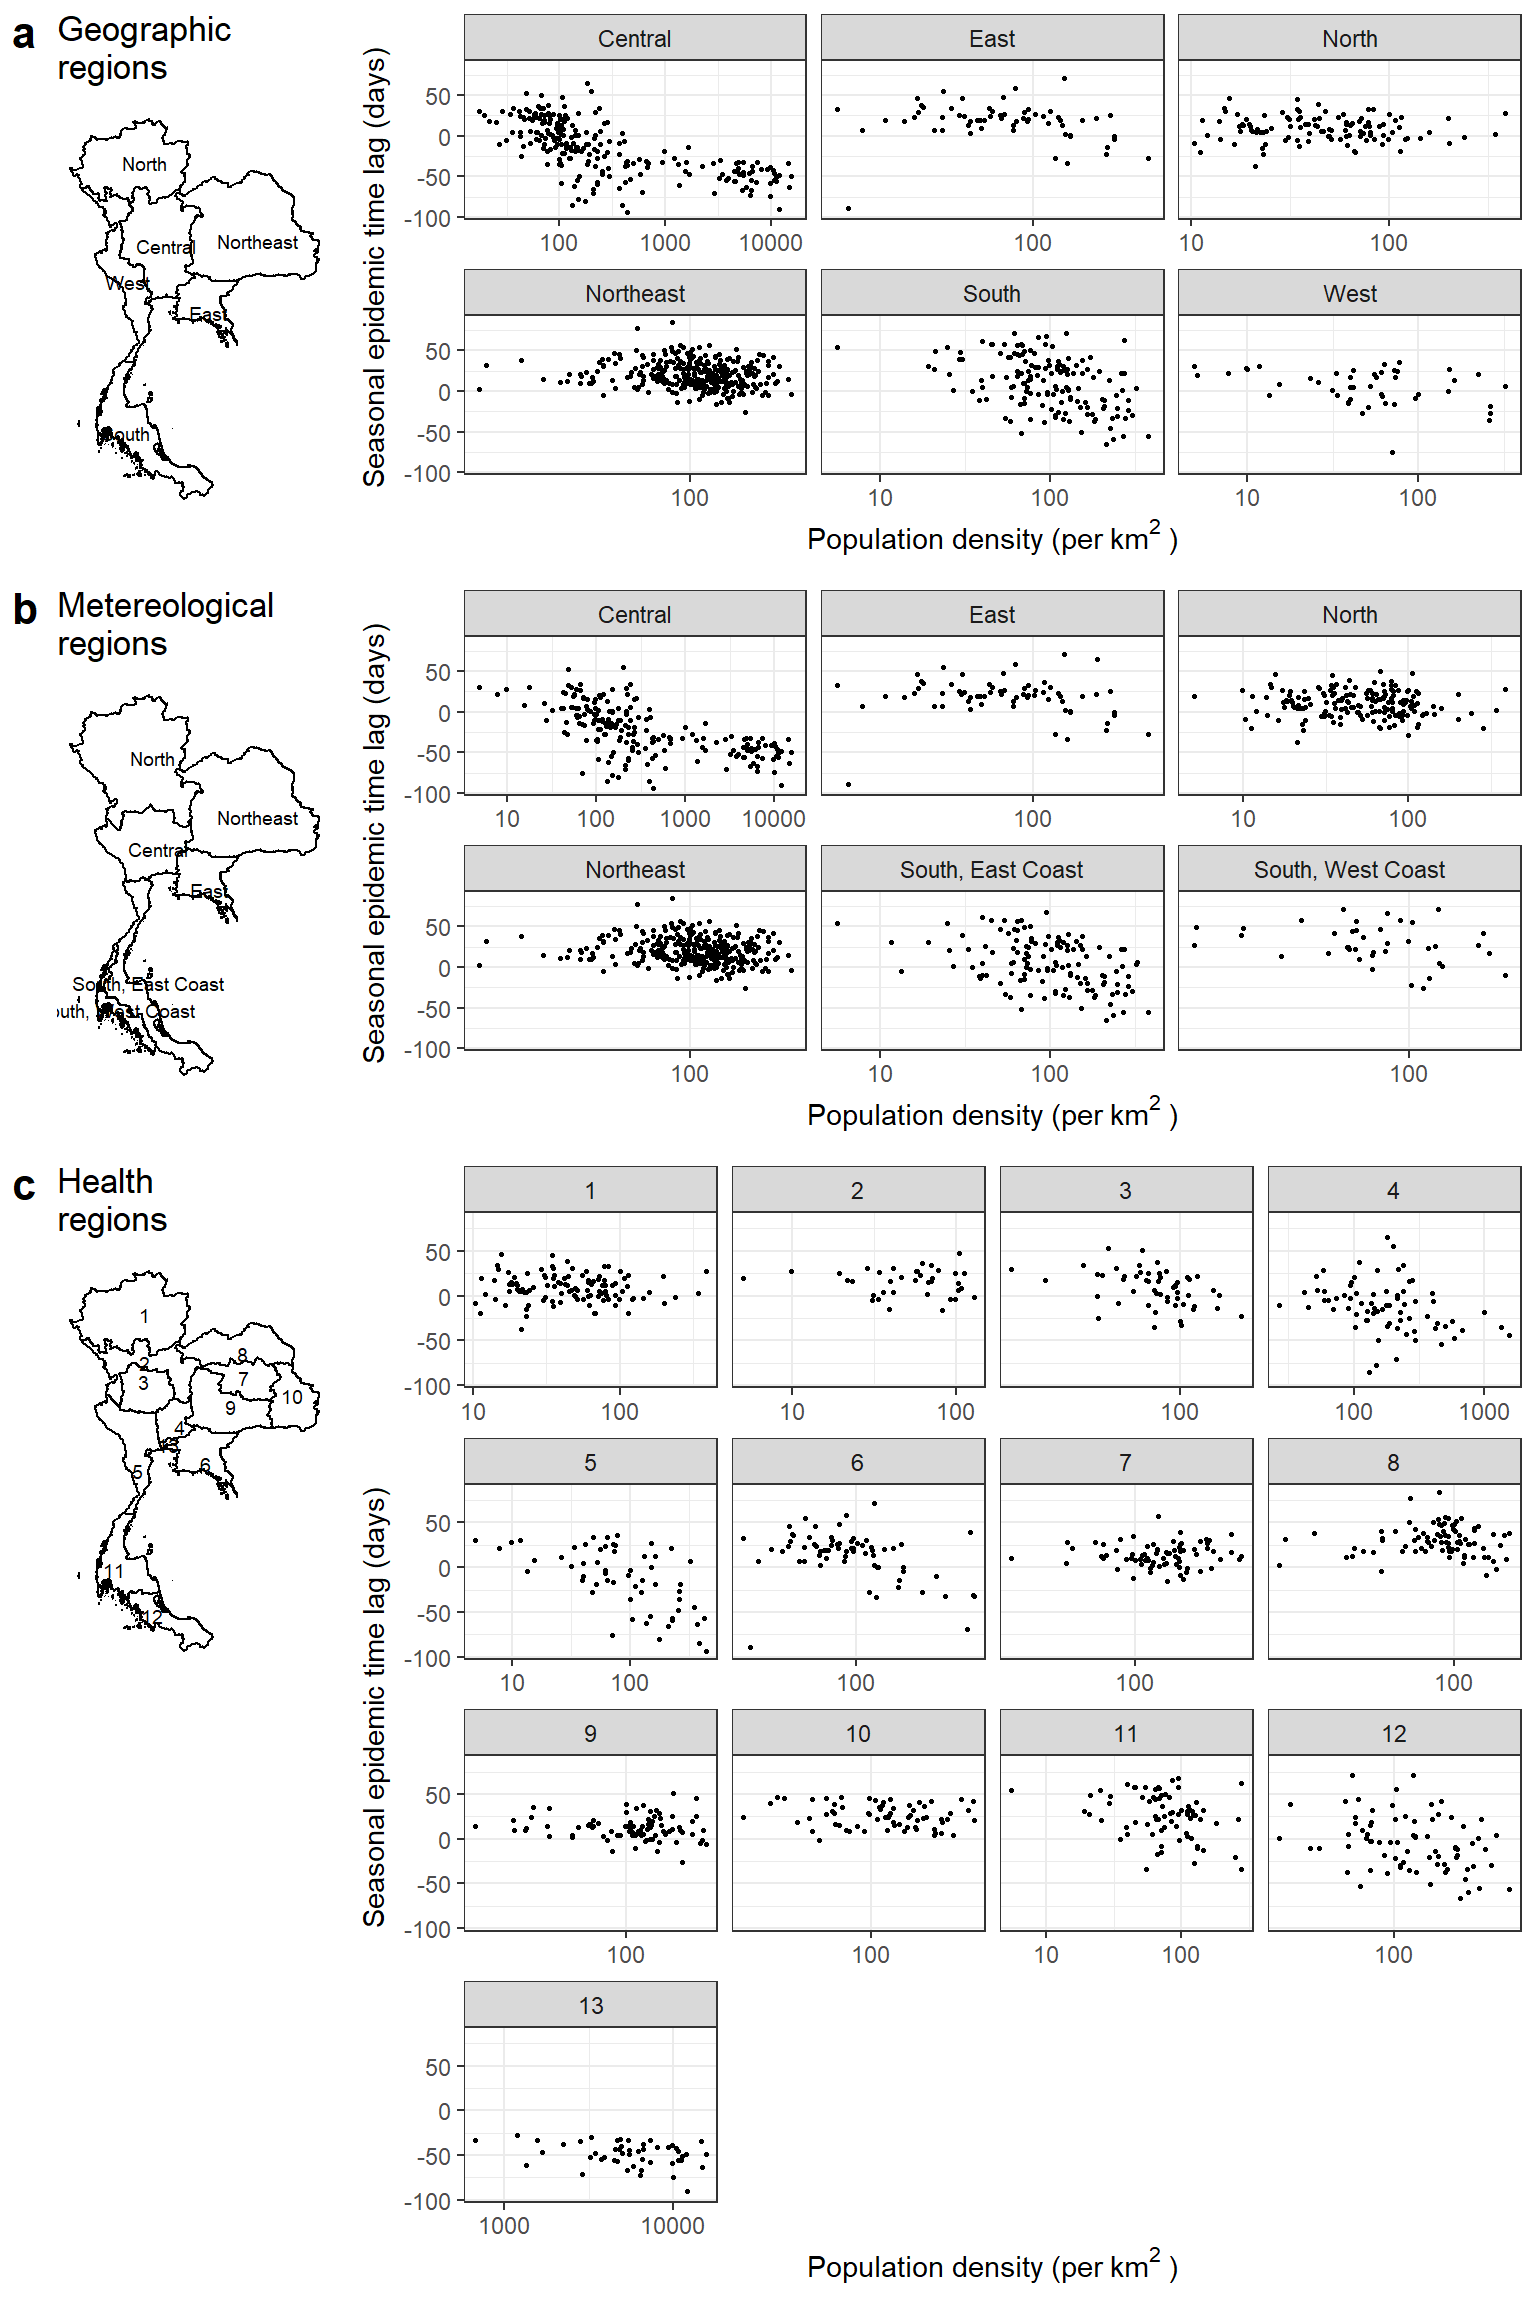 a Geographic
regions
North
Central
Northeast
West
East
South
Seasonal epidemic time lag (days)
Central
East
North
50
0
-50
-100
100
1000
10000
100
10
100
Northeast
South
West
50
0
-50
-100
100
10
100
10
100
Population density (per km2 )
b Metereological
regions
North
Northeast
Central
East
South, East Coast
outh, West Coast
Seasonal epidemic time lag (days)
Central
East
North
50
0
-50
-100
10
100
1000
10000
100
10
100
Northeast
South, East Coast
South, West Coast
50
0
-50
-100
100
10
100
100
Population density (per km2 )
c Health
regions
1
2
3
8
7
10
9
4
13
5
6
11
12
Seasonal epidemic time lag (days)
1
2
3
4
50
0
-50
-100
10
100
10
100
100
100
1000
5
6
7
8
50
0
-50
-100
10
100
100
100
100
9
10
11
12
50
0
-50
-100
100
100
10
100
100
13
50
0
-50
-100
1000
10000
Population density (per km2 )